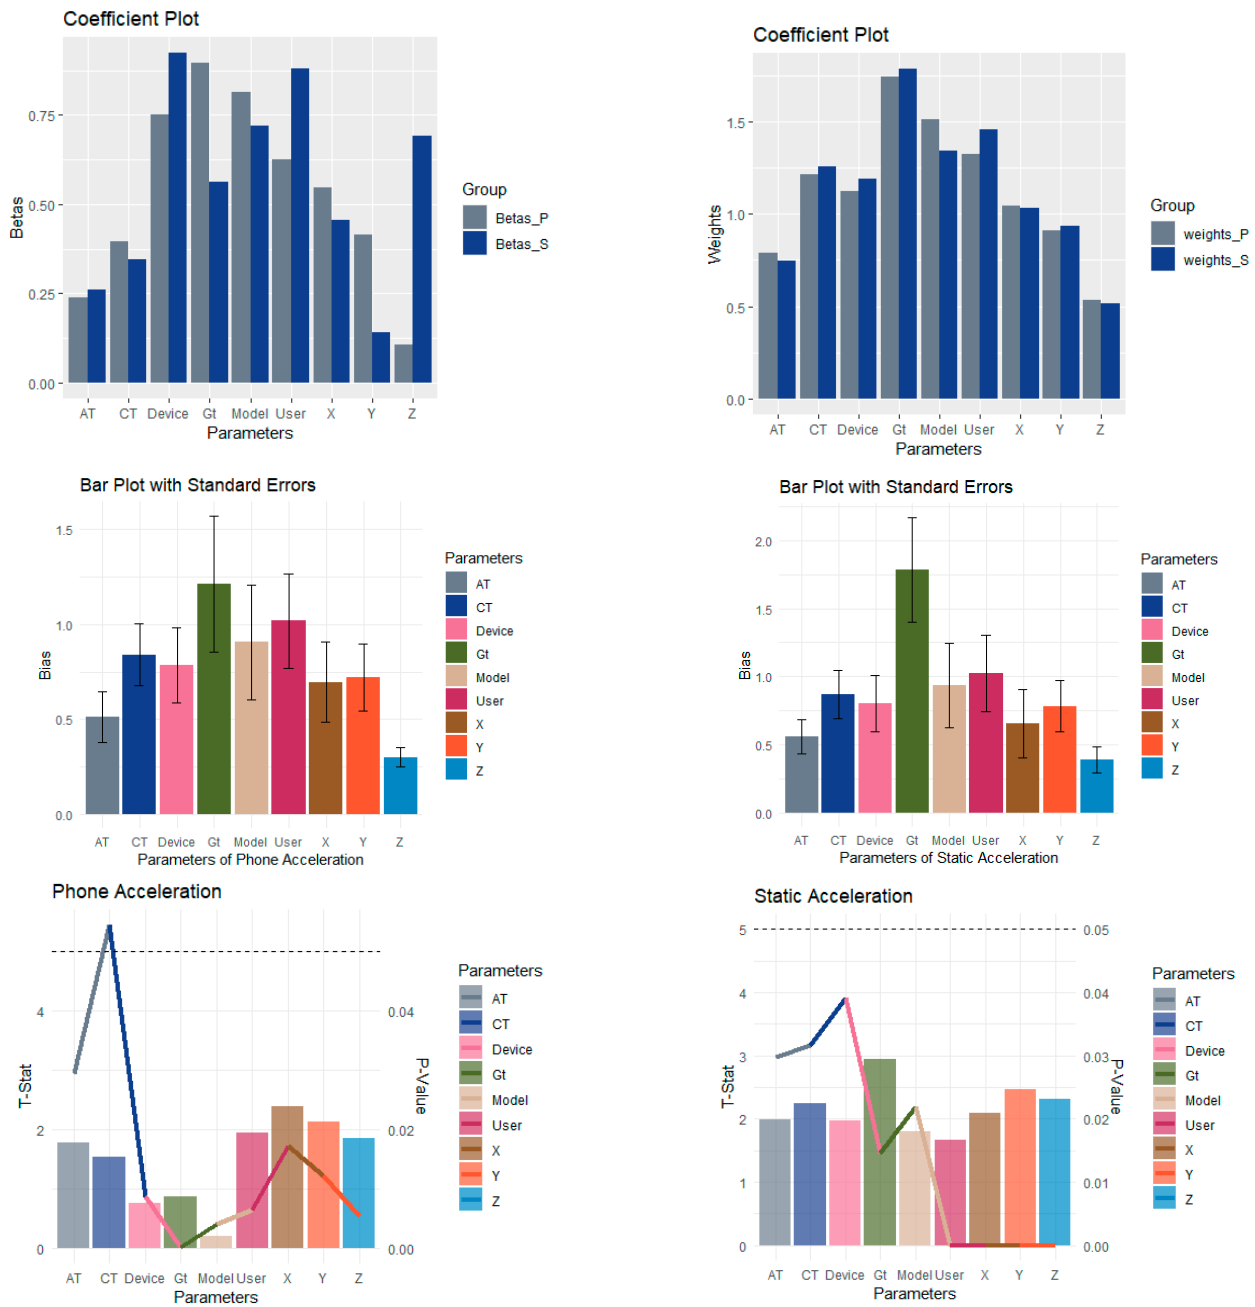 Coefficient Plot
Betas
0.75
0.50
0.25
0.00
AT CT Device Gt Model User X Y Z
Parameters
Group
Betas_P
Betas_S
Coefficient Plot
Weights
1.5
1.0
0.5
0.0
AT CT Device Gt Model User X Y Z
Parameters
Group
weights_P
weights_S
Bar Plot with Standard Errors
Bias
1.5
1.0
0.5
0.0
AT CT Device Gt Model User X Y Z
Parameters of Phone Acceleration
Parameters
AT
CT
Device
Gt
Model
User
X
Y
Z
Bar Plot with Standard Errors
Bias
2.0
1.5
1.0
0.5
0.0
AT CT Device Gt Model User X Y Z
Parameters of Static Acceleration
Parameters
AT
CT
Device
Gt
Model
User
X
Y
Z
Phone Acceleration
T-Stat
4
2
0
0.04
0.02
0.00
P-Value
AT CT Device Gt Model User X Y Z
Parameters
Parameters
AT
CT
Device
Gt
Model
User
X
Y
Z
Static Acceleration
T-Stat
5
4
3
2
1
0
0.05
0.04
0.03
0.02
0.01
0.00
P-Value
AT CT Device Gt Model User X Y Z
Parameters
Parameters
AT
CT
Device
Gt
Model
User
X
Y
Z